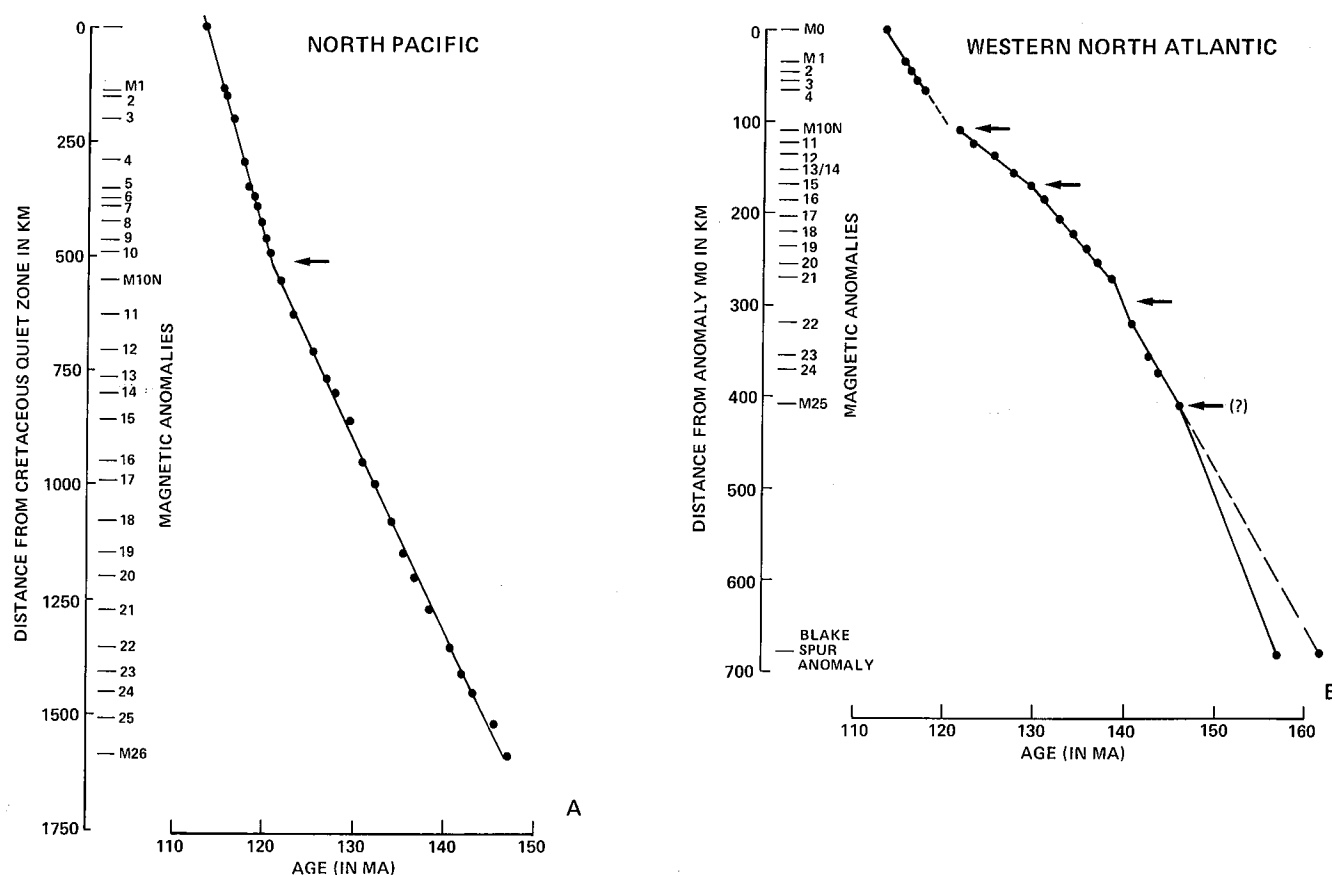 NORTH PACIFIC
0
250
500
750
1000
1250
1500
1750
DISTANCE FROM CRETACEOUS QUIET ZONE IN KM
M1
2
3
4
5
6
7
8
9
10
M10N
11
12
13
14
15
16
17
18
19
20
21
22
23
24
25
M26
MAGNETIC ANOMALIES
110 120 130 140 150
AGE (IN MA)
A
WESTERN NORTH ATLANTIC
0
100
200
300
400
500
600
700
DISTANCE FROM ANOMALY M0 IN KM
M0
M1
2
3
4
M10N
11
12
13/14
15
16
17
18
19
20
21
22
23
24
M25
BLAKE
SPUR
ANOMALY
MAGNETIC ANOMALIES
(?)
110 120 130 140 150 160
AGE (IN MA)